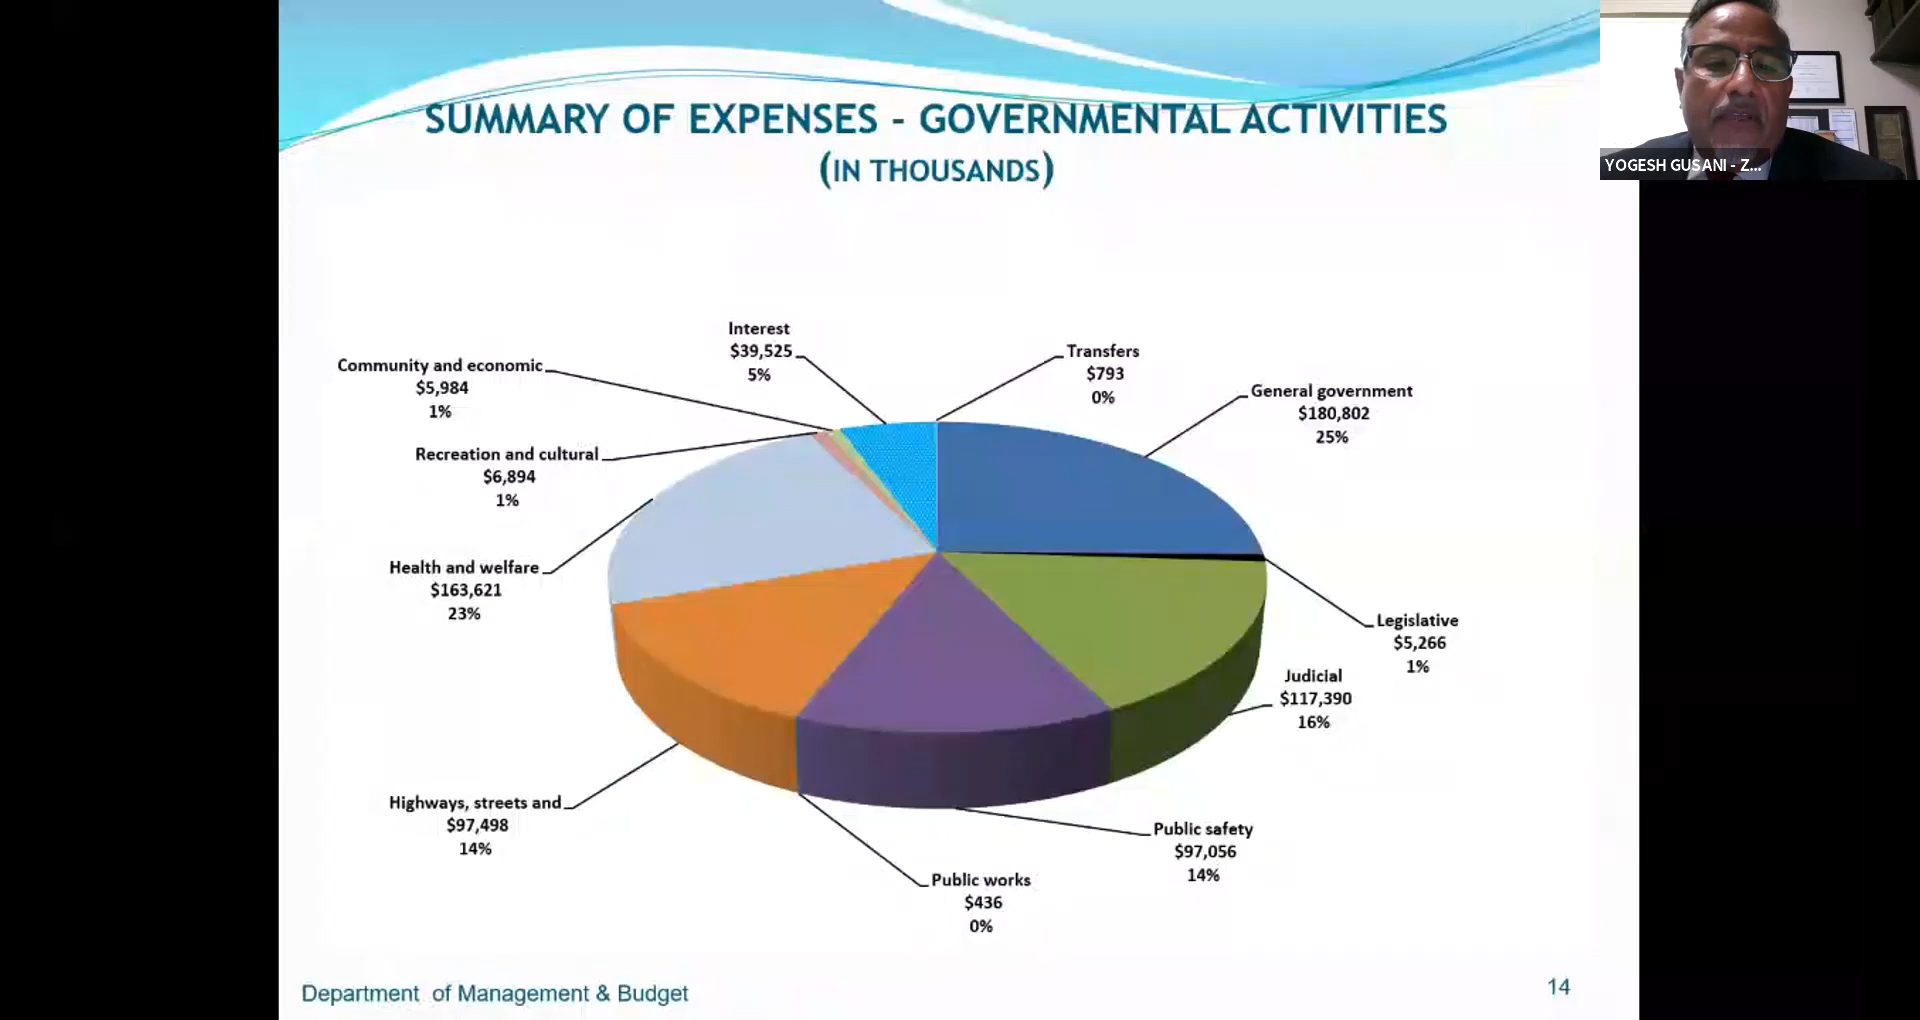 SUMMARY OF EXPENSES - GOVERNMENTAL ACTIVITIES
(IN THOUSANDS)
YOGESH GUSANI - Z...
Interest
$39,525
5%
Transfers
$793
0%
Community and economic
$5,984
1%
General government
$180,802
25%
Recreation and cultural
$6,894
1%
Health and welfare
$163,621
23%
Legislative
$5,266
1%
Judicial
$117,390
16%
Highways, streets and
$97,498
14%
Public safety
$97,056
14%
Public works
$436
0%
Department of Management & Budget
14